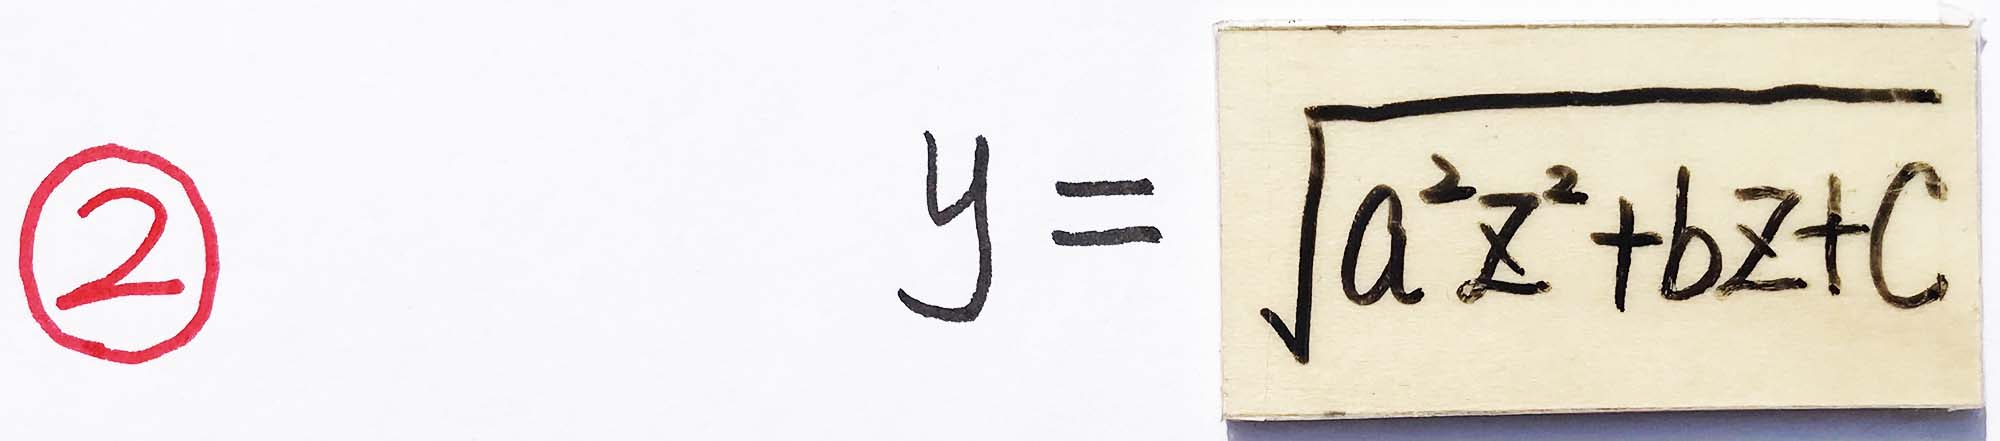 ② y = √(a²z² + bz + c)